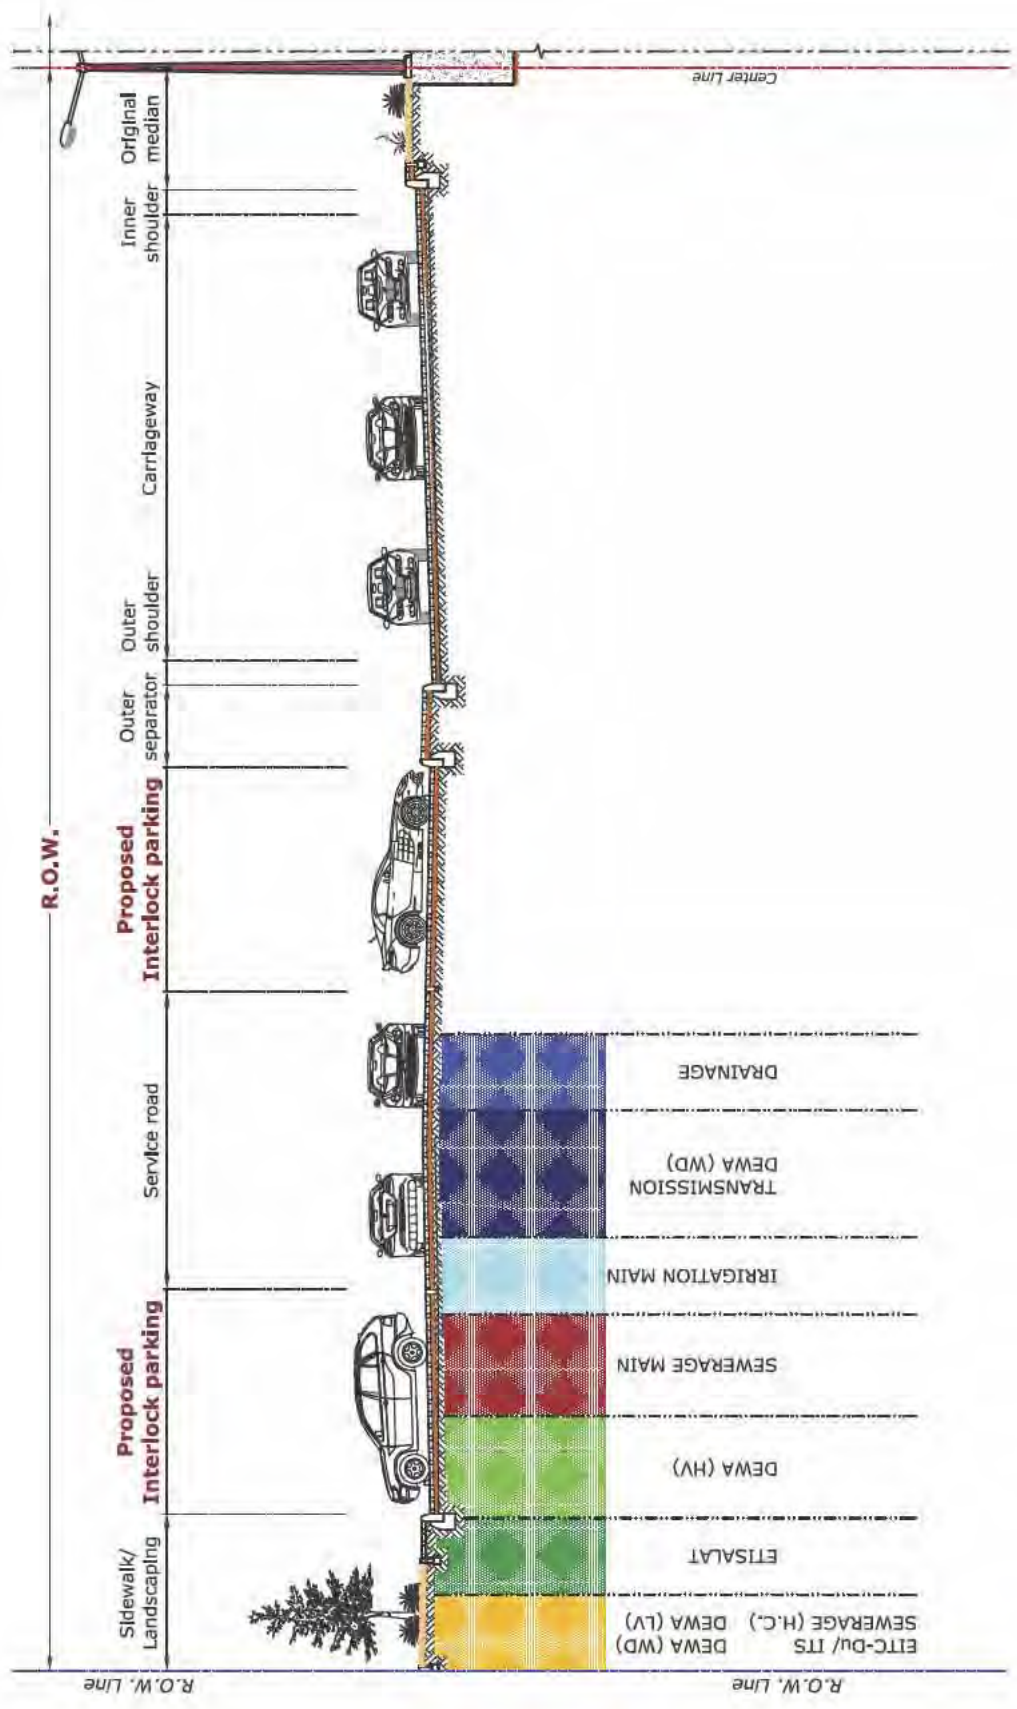 R.O.W.
Sidewalk/
Landscaping
Proposed
Interlock parking
Service road
Proposed
Interlock parking
Outer
separator
Outer
shoulder
Carriageway
Inner
shoulder
Original
median
R.O.W. Line
Center Line
R.O.W. Line
EITC-Du/ ITS
SEWERAGE (H.C.)
DEWA (WD)
DEWA (LV)
ETISALAT
DEWA (HV)
SEWERAGE MAIN
IRRIGATION MAIN
TRANSMISSION
DEWA (WD)
DRAINAGE